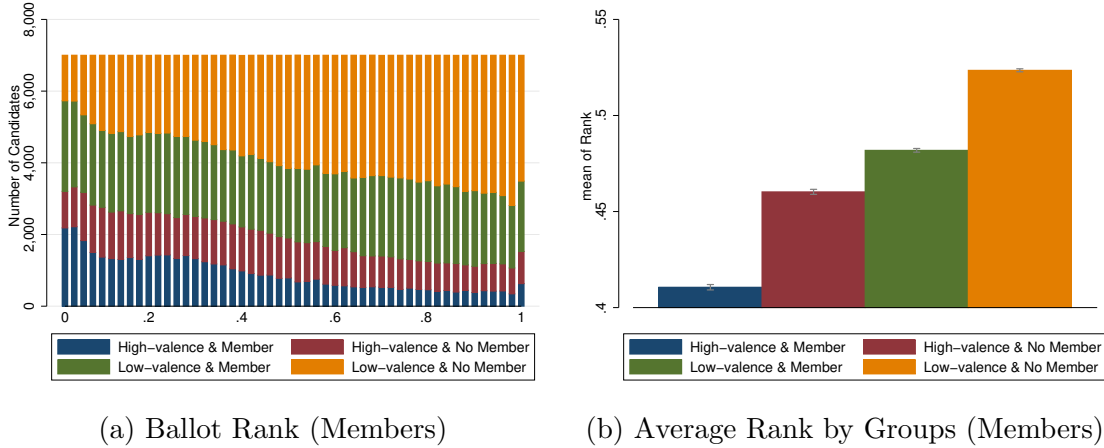 8,000
6,000
4,000
2,000
0
Number of Candidates
0 .2 .4 .6 .8 1
High-valence & Member High-valence & No Member
Low-valence & Member Low-valence & No Member
(a) Ballot Rank (Members)
.55
.5
.45
.4
mean of Rank
High-valence & Member High-valence & No Member
Low-valence & Member Low-valence & No Member
(b) Average Rank by Groups (Members)